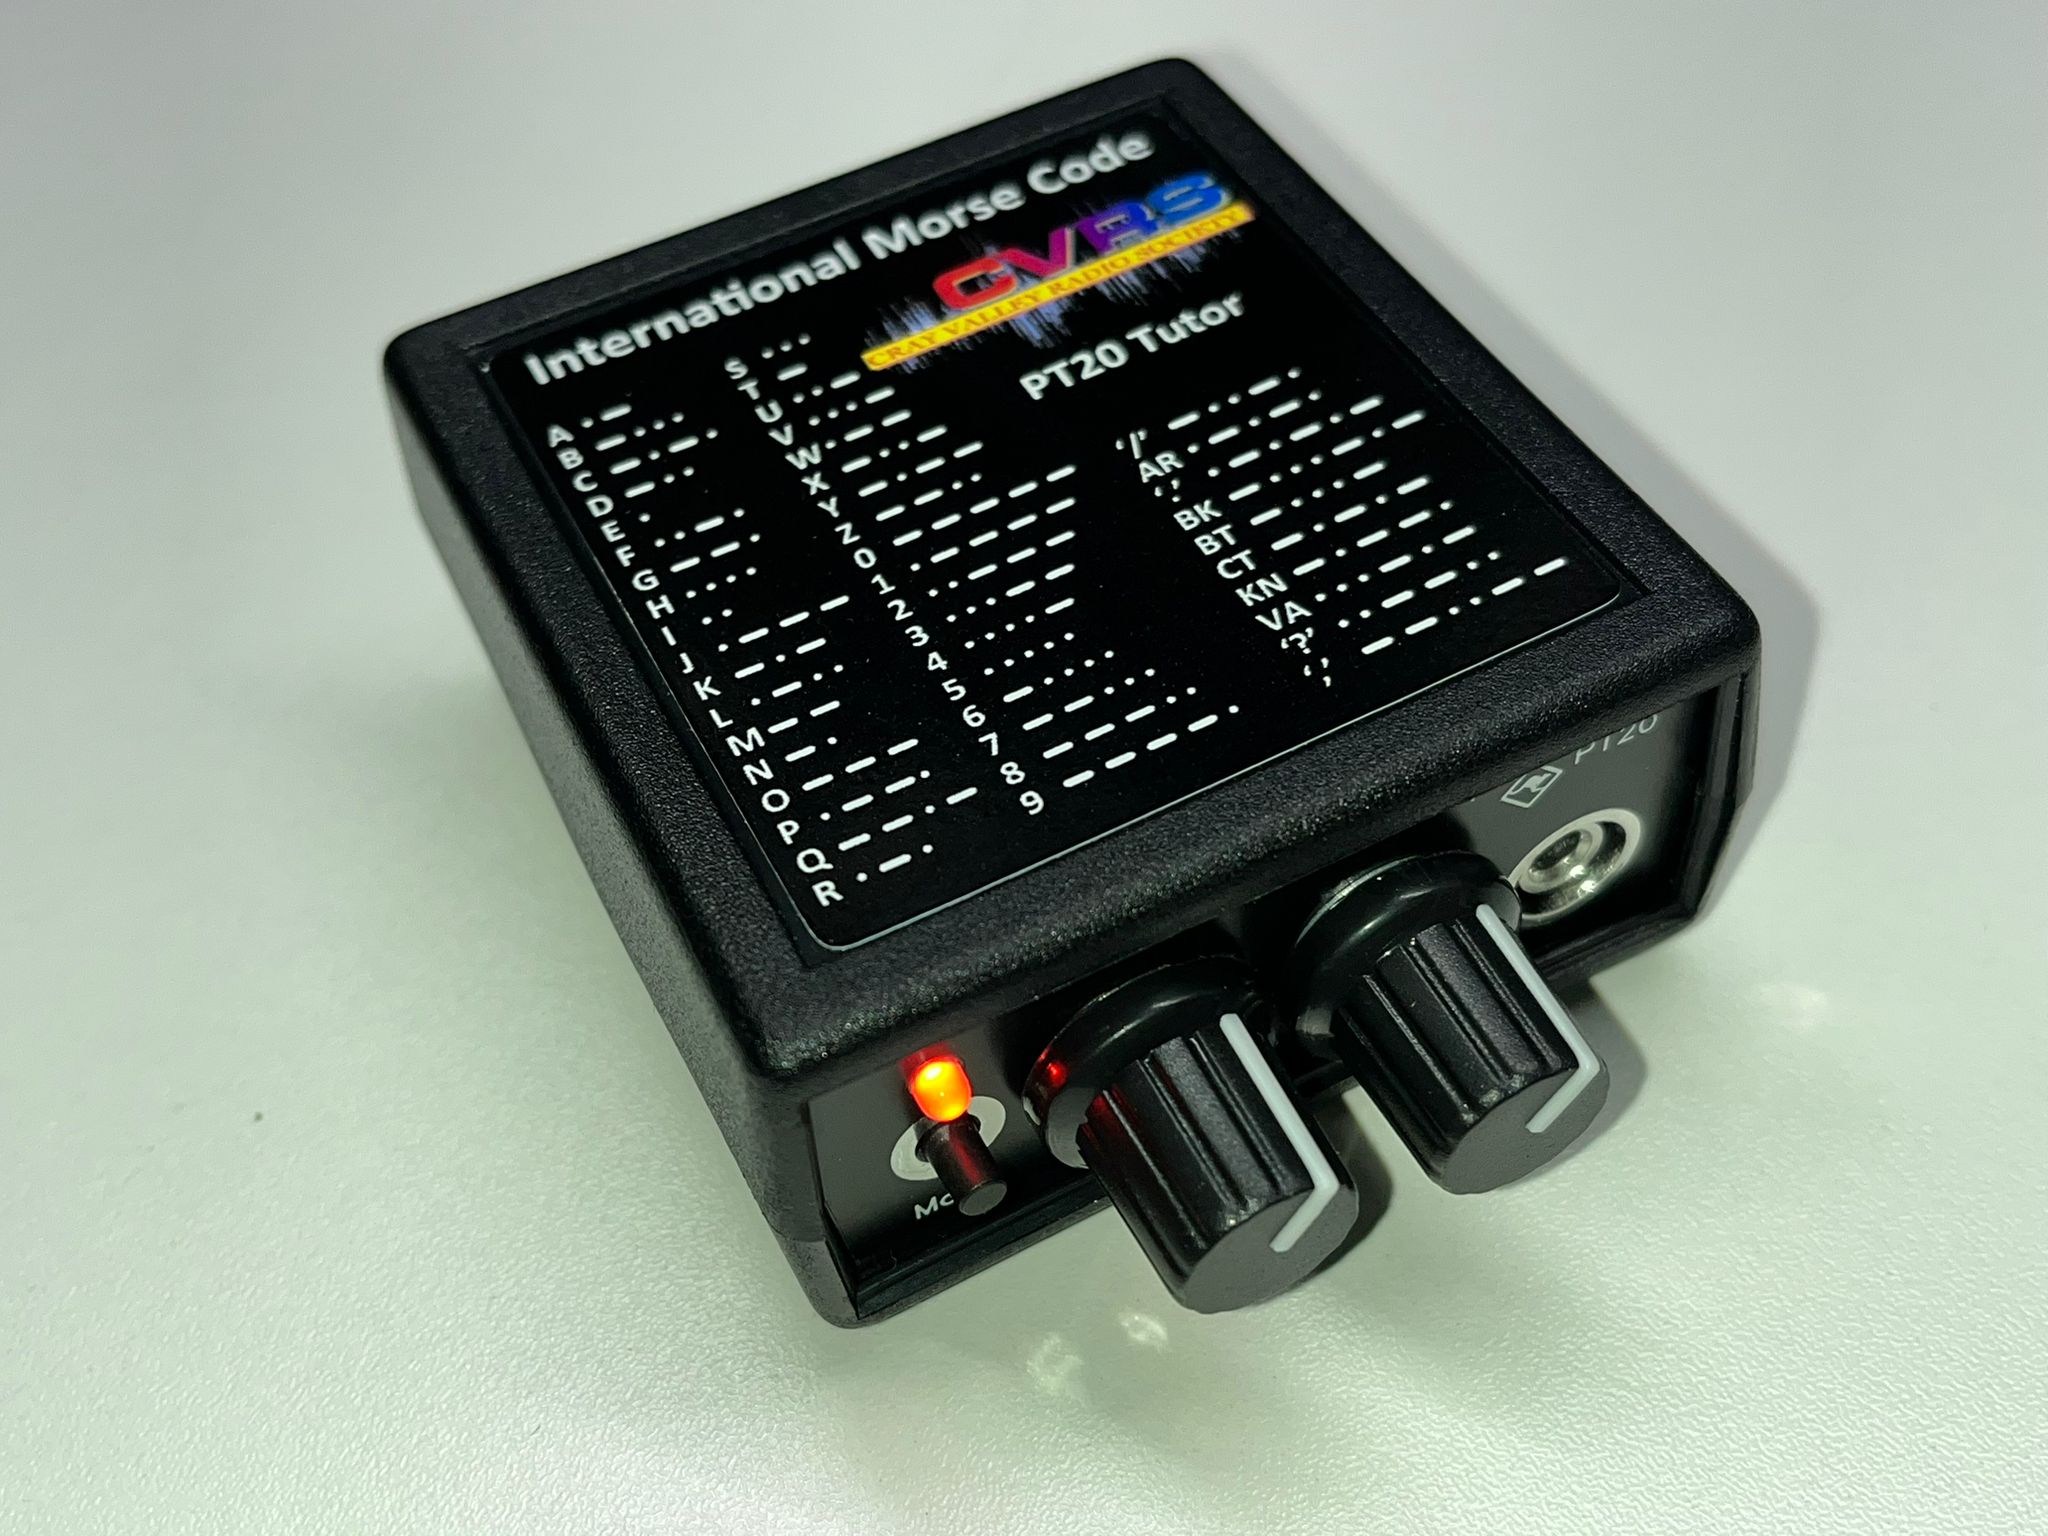 International Morse Code
CVRS
CRAY VALLEY RADIO SOCIETY
PT20 Tutor
A ·–
B –···
C –·–·
D –··
E ·
F ··–·
G ––·
H ····
I ··
J ·–––
K –·–
L ·–··
M ––
N –·
O –––
P ·––·
Q ––·–
R ·–·
S ···
T –
U ··–
V ···–
W ·––
X –··–
Y –·––
Z ––··
0 –––––
1 ·––––
2 ··–––
3 ···––
4 ····–
5 ·····
6 –····
7 ––···
8 –––··
9 ––––·
'/' –··–·
AR ·–·–·
'.' ·–·–·–
BK –···–·–
BT –···–
CT –·–·–
KN –·––·
VA ···–·–
'?' ··––··
',' ––··––
PT20